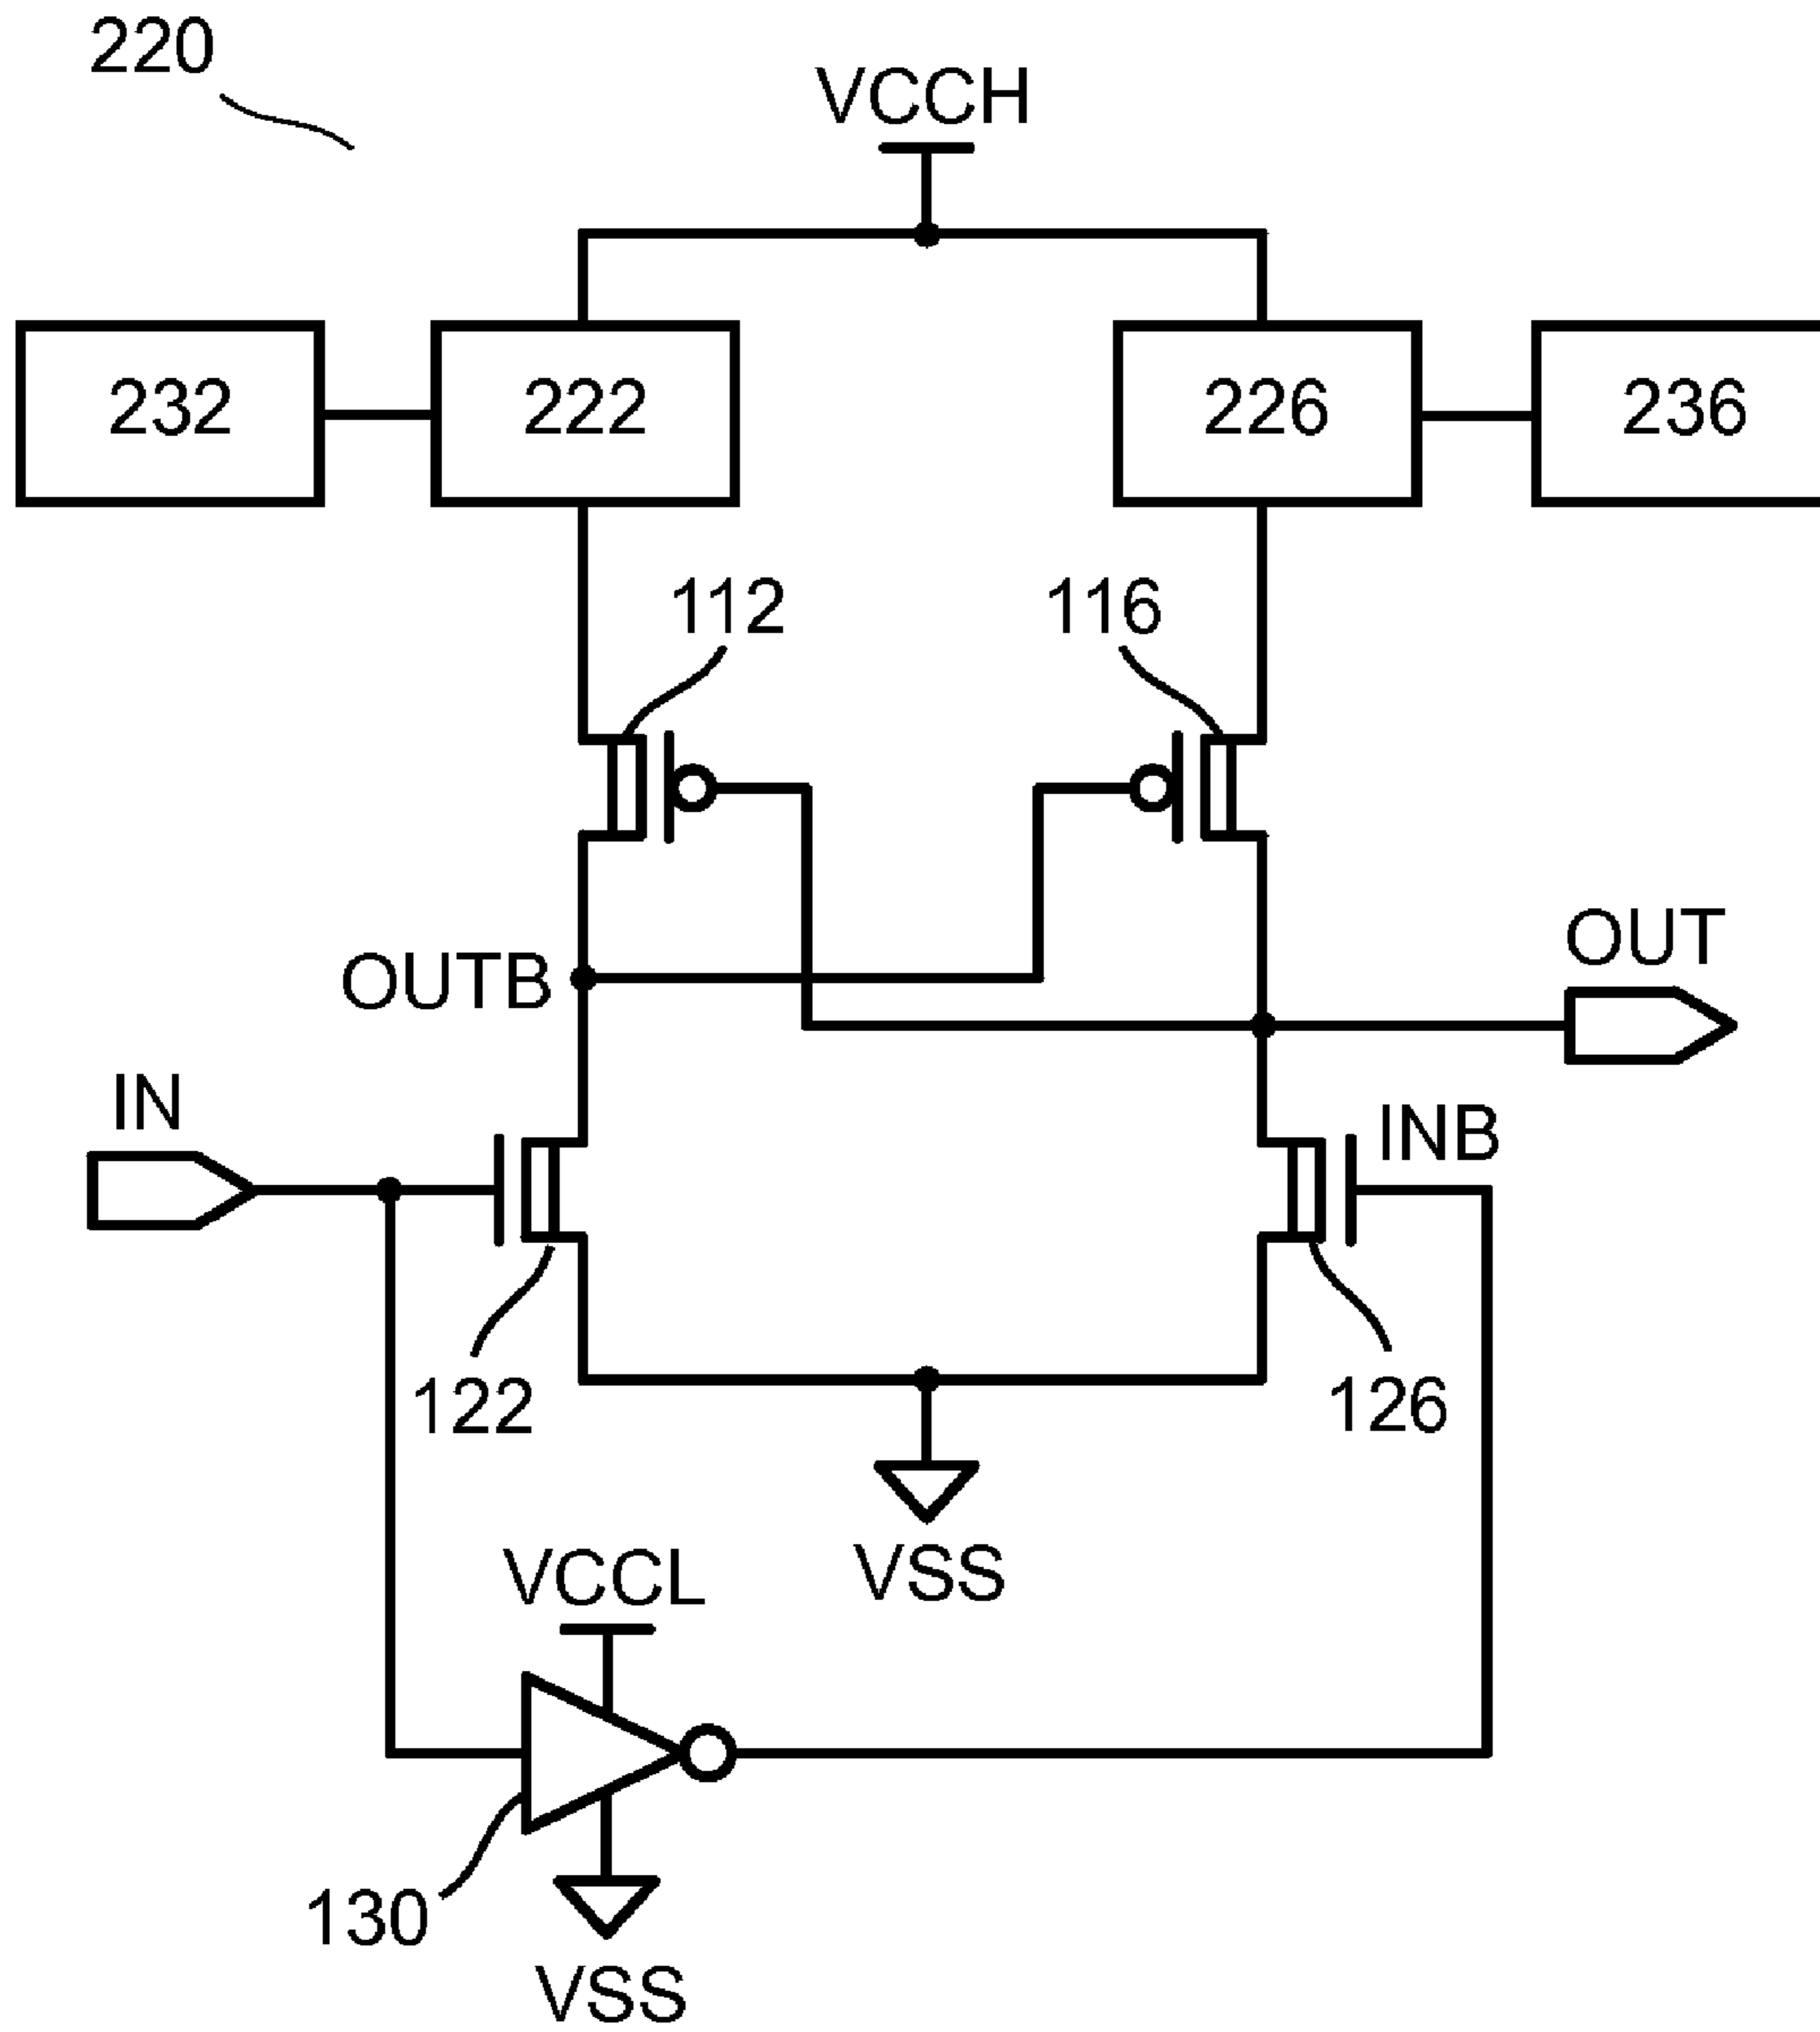 220
VCCH
232
222
226
236
112
116
OUTB
OUT
IN
INB
122
126
VSS
VCCL
130
VSS